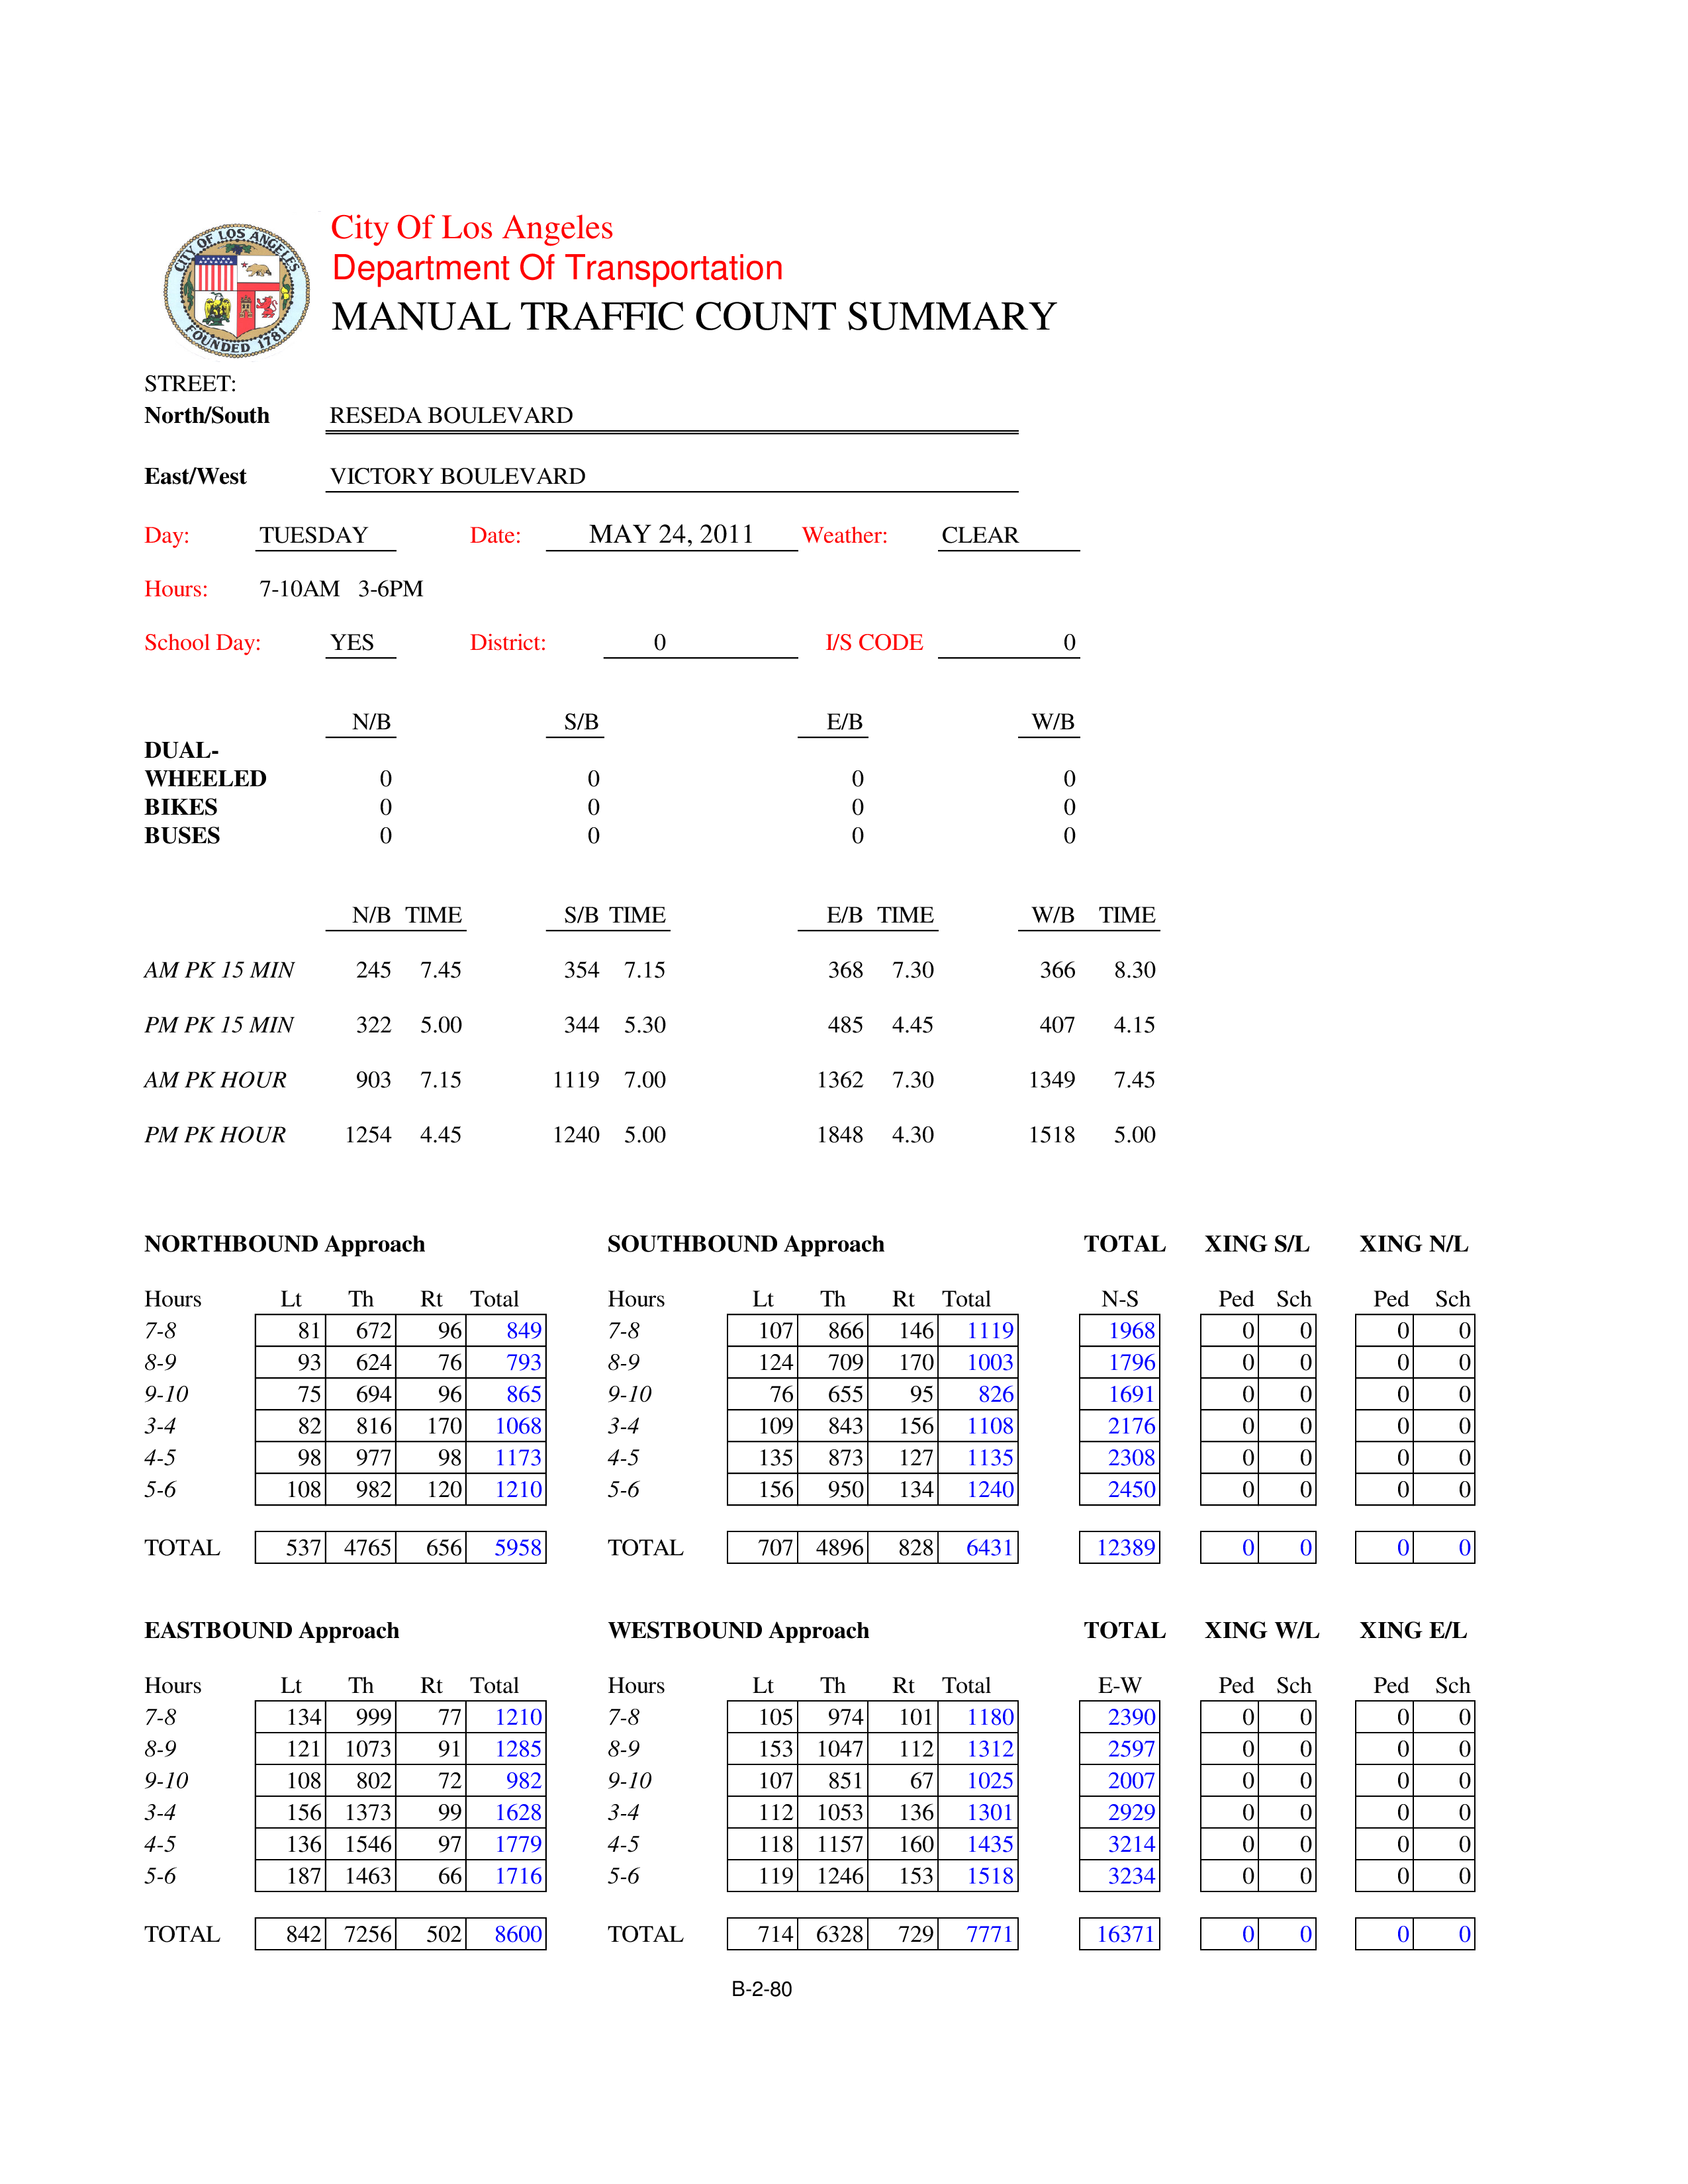 CITY OF LOS ANGELES
FOUNDED 1781
City Of Los Angeles
Department Of Transportation
MANUAL TRAFFIC COUNT SUMMARY
STREET:
North/South RESEDA BOULEVARD
East/West VICTORY BOULEVARD
Day: TUESDAY Date: MAY 24, 2011 Weather: CLEAR
Hours: 7-10AM 3-6PM
School Day: YES District: 0 I/S CODE 0
N/B S/B E/B W/B
DUAL-
WHEELED 0 0 0 0
BIKES 0 0 0 0
BUSES 0 0 0 0
N/B TIME S/B TIME E/B TIME W/B TIME
AM PK 15 MIN 245 7.45 354 7.15 368 7.30 366 8.30
PM PK 15 MIN 322 5.00 344 5.30 485 4.45 407 4.15
AM PK HOUR 903 7.15 1119 7.00 1362 7.30 1349 7.45
PM PK HOUR 1254 4.45 1240 5.00 1848 4.30 1518 5.00
NORTHBOUND Approach SOUTHBOUND Approach TOTAL XING S/L XING N/L
Hours Lt Th Rt Total Hours Lt Th Rt Total N-S Ped Sch Ped Sch
7-8 81 672 96 849 7-8 107 866 146 1119 1968 0 0 0 0
8-9 93 624 76 793 8-9 124 709 170 1003 1796 0 0 0 0
9-10 75 694 96 865 9-10 76 655 95 826 1691 0 0 0 0
3-4 82 816 170 1068 3-4 109 843 156 1108 2176 0 0 0 0
4-5 98 977 98 1173 4-5 135 873 127 1135 2308 0 0 0 0
5-6 108 982 120 1210 5-6 156 950 134 1240 2450 0 0 0 0
TOTAL 537 4765 656 5958 TOTAL 707 4896 828 6431 12389 0 0 0 0
EASTBOUND Approach WESTBOUND Approach TOTAL XING W/L XING E/L
Hours Lt Th Rt Total Hours Lt Th Rt Total E-W Ped Sch Ped Sch
7-8 134 999 77 1210 7-8 105 974 101 1180 2390 0 0 0 0
8-9 121 1073 91 1285 8-9 153 1047 112 1312 2597 0 0 0 0
9-10 108 802 72 982 9-10 107 851 67 1025 2007 0 0 0 0
3-4 156 1373 99 1628 3-4 112 1053 136 1301 2929 0 0 0 0
4-5 136 1546 97 1779 4-5 118 1157 160 1435 3214 0 0 0 0
5-6 187 1463 66 1716 5-6 119 1246 153 1518 3234 0 0 0 0
TOTAL 842 7256 502 8600 TOTAL 714 6328 729 7771 16371 0 0 0 0
B-2-80